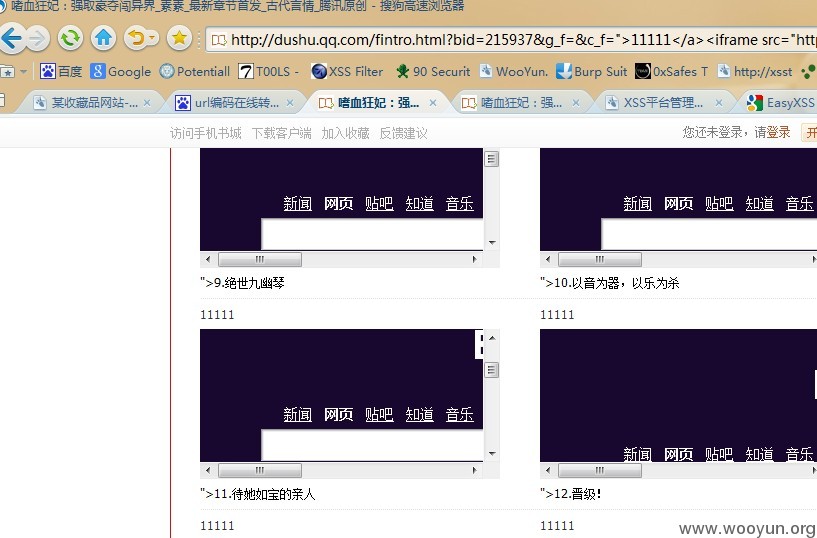 嗜血狂妃：强取豪夺闯异界_素素_最新章节首发_古代言情_腾讯原创 - 搜狗高速浏览器
http://dushu.qq.com/fintro.html?bid=215937&g_f=&c_f=">11111</a><iframe src="http
百度 Google Potentiall T00LS - XSS Filter 90 Securit WooYun. Burp Suit 0xSafes T http://xsst
某收藏品网站-... url编码在线转... 嗜血狂妃：强... 嗜血狂妃：强... XSS平台管理... EasyXSS
访问手机书城 下载客户端 加入收藏 反馈建议 您还未登录，请登录 开
新闻 网页 贴吧 知道 音乐 新闻 网页 贴吧 知道 音乐
">9.绝世九幽琴 ">10.以音为器，以乐为杀
11111 11111
新闻 网页 贴吧 知道 音乐
新闻 网页 贴吧 知道 音乐
">11.待她如宝的亲人 ">12.晋级！
11111 11111
www.wooyun.org